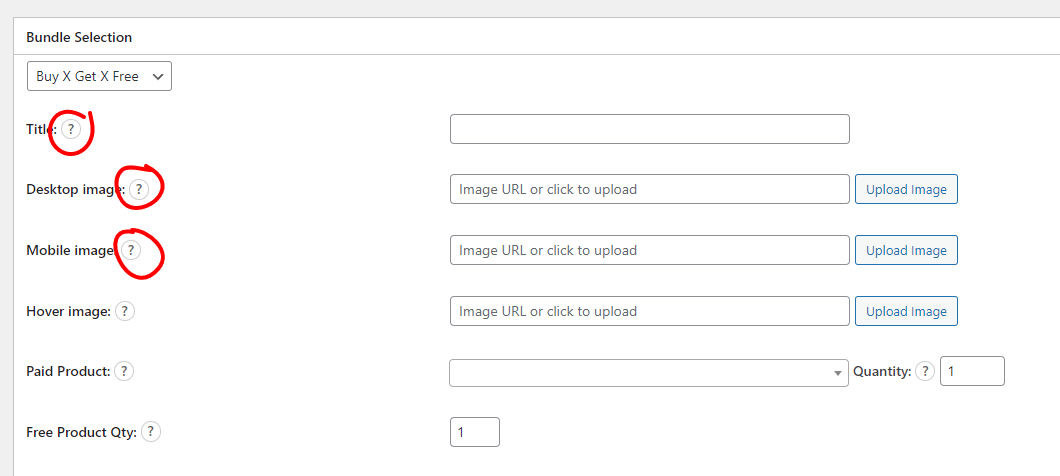 Bundle Selection
Buy X Get X Free
Title: ?
Desktop image: ? Image URL or click to upload Upload Image
Mobile image: ? Image URL or click to upload Upload Image
Hover image: ? Image URL or click to upload Upload Image
Paid Product: ? Quantity: ? 1
Free Product Qty: ? 1